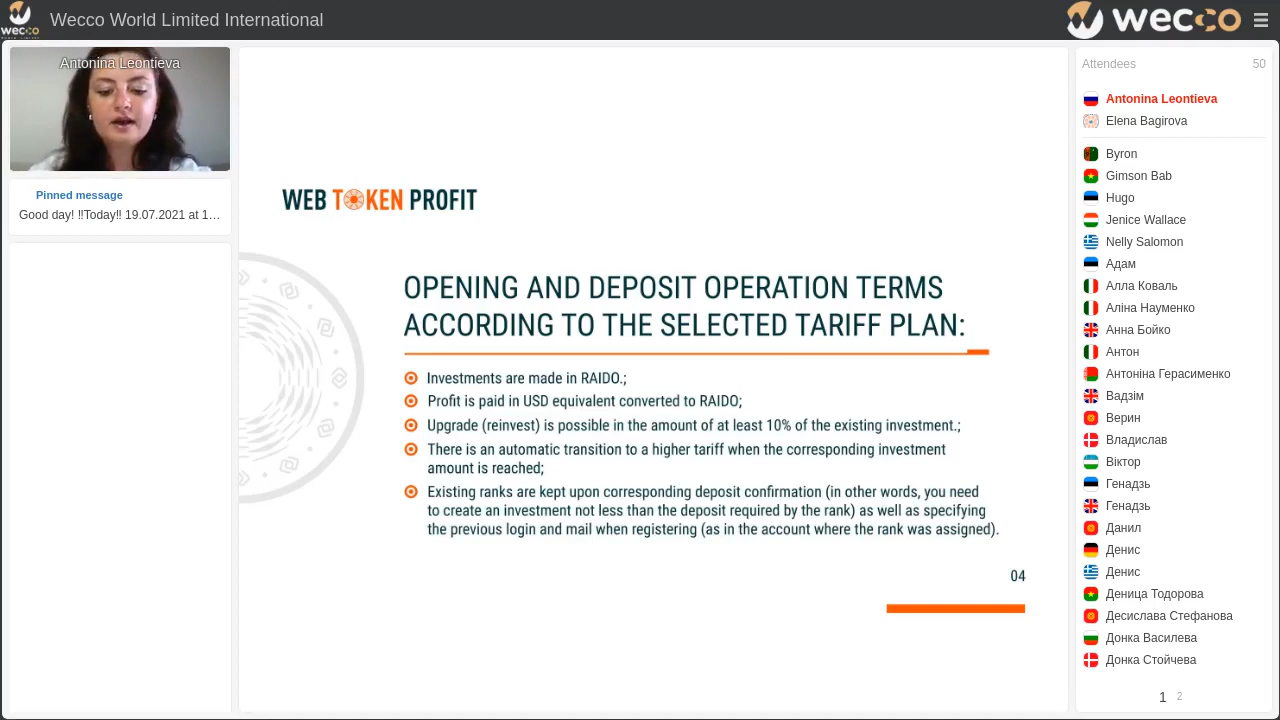 Wecco World Limited International
wecco
wecco
Antonina Leontieva
Pinned message
Good day! ‼Today‼ 19.07.2021 at 1…
WEB TOKEN PROFIT
OPENING AND DEPOSIT OPERATION TERMS
ACCORDING TO THE SELECTED TARIFF PLAN:
Investments are made in RAIDO.;
Profit is paid in USD equivalent converted to RAIDO;
Upgrade (reinvest) is possible in the amount of at least 10% of the existing investment.;
There is an automatic transition to a higher tariff when the corresponding investment
amount is reached;
Existing ranks are kept upon corresponding deposit confirmation (in other words, you need
to create an investment not less than the deposit required by the rank) as well as specifying
the previous login and mail when registering (as in the account where the rank was assigned).
04
Attendees 50
Antonina Leontieva
Elena Bagirova
Byron
Gimson Bab
Hugo
Jenice Wallace
Nelly Salomon
Адам
Алла Коваль
Аліна Науменко
Анна Бойко
Антон
Антоніна Герасименко
Вадзім
Верин
Владислав
Віктор
Генадзь
Генадзь
Данил
Денис
Денис
Деница Тодорова
Десислава Стефанова
Донка Василева
Донка Стойчева
1 2